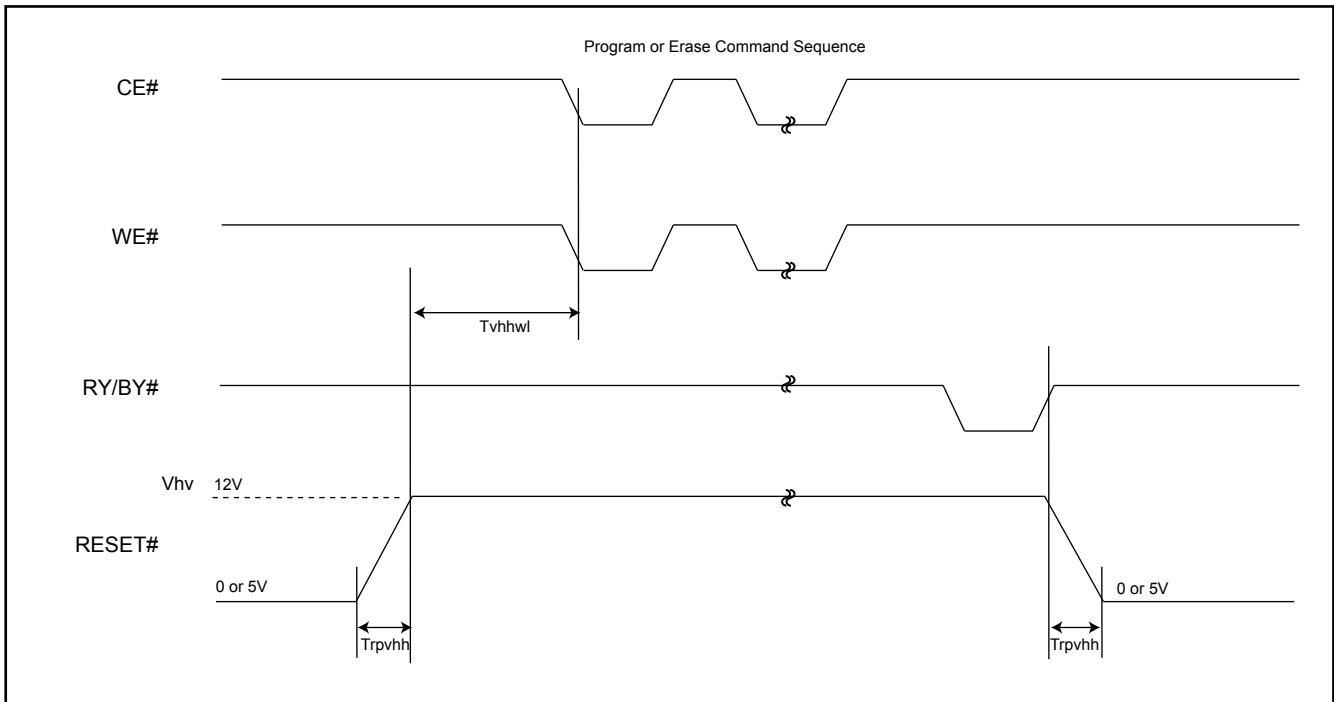 Program or Erase Command Sequence
CE#
WE#
Tvhhwl
RY/BY#
Vhv 12V
RESET#
0 or 5V 0 or 5V
Trpvhh Trpvhh